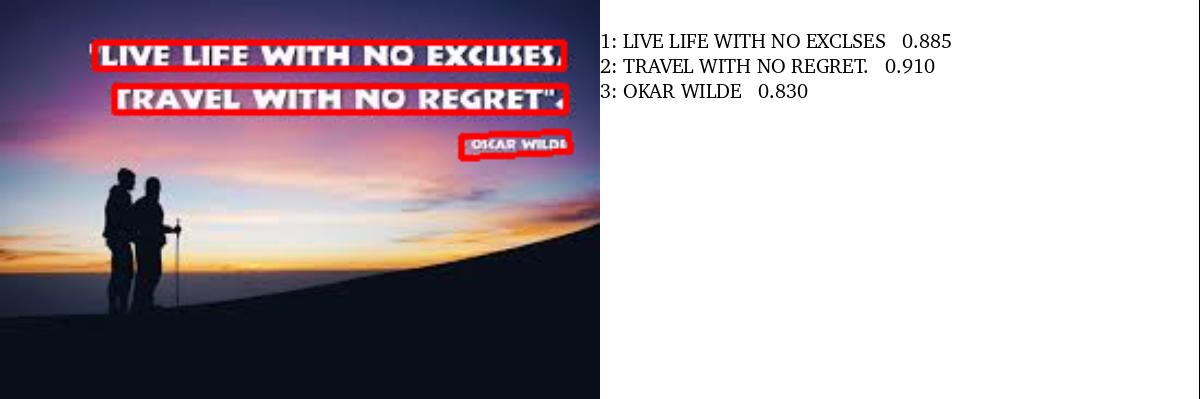 "LIVE LIFE WITH NO EXCUSES,
TRAVEL WITH NO REGRET".
OSCAR WILDE
1: LIVE LIFE WITH NO EXCLSES 0.885
2: TRAVEL WITH NO REGRET. 0.910
3: OKAR WILDE 0.830